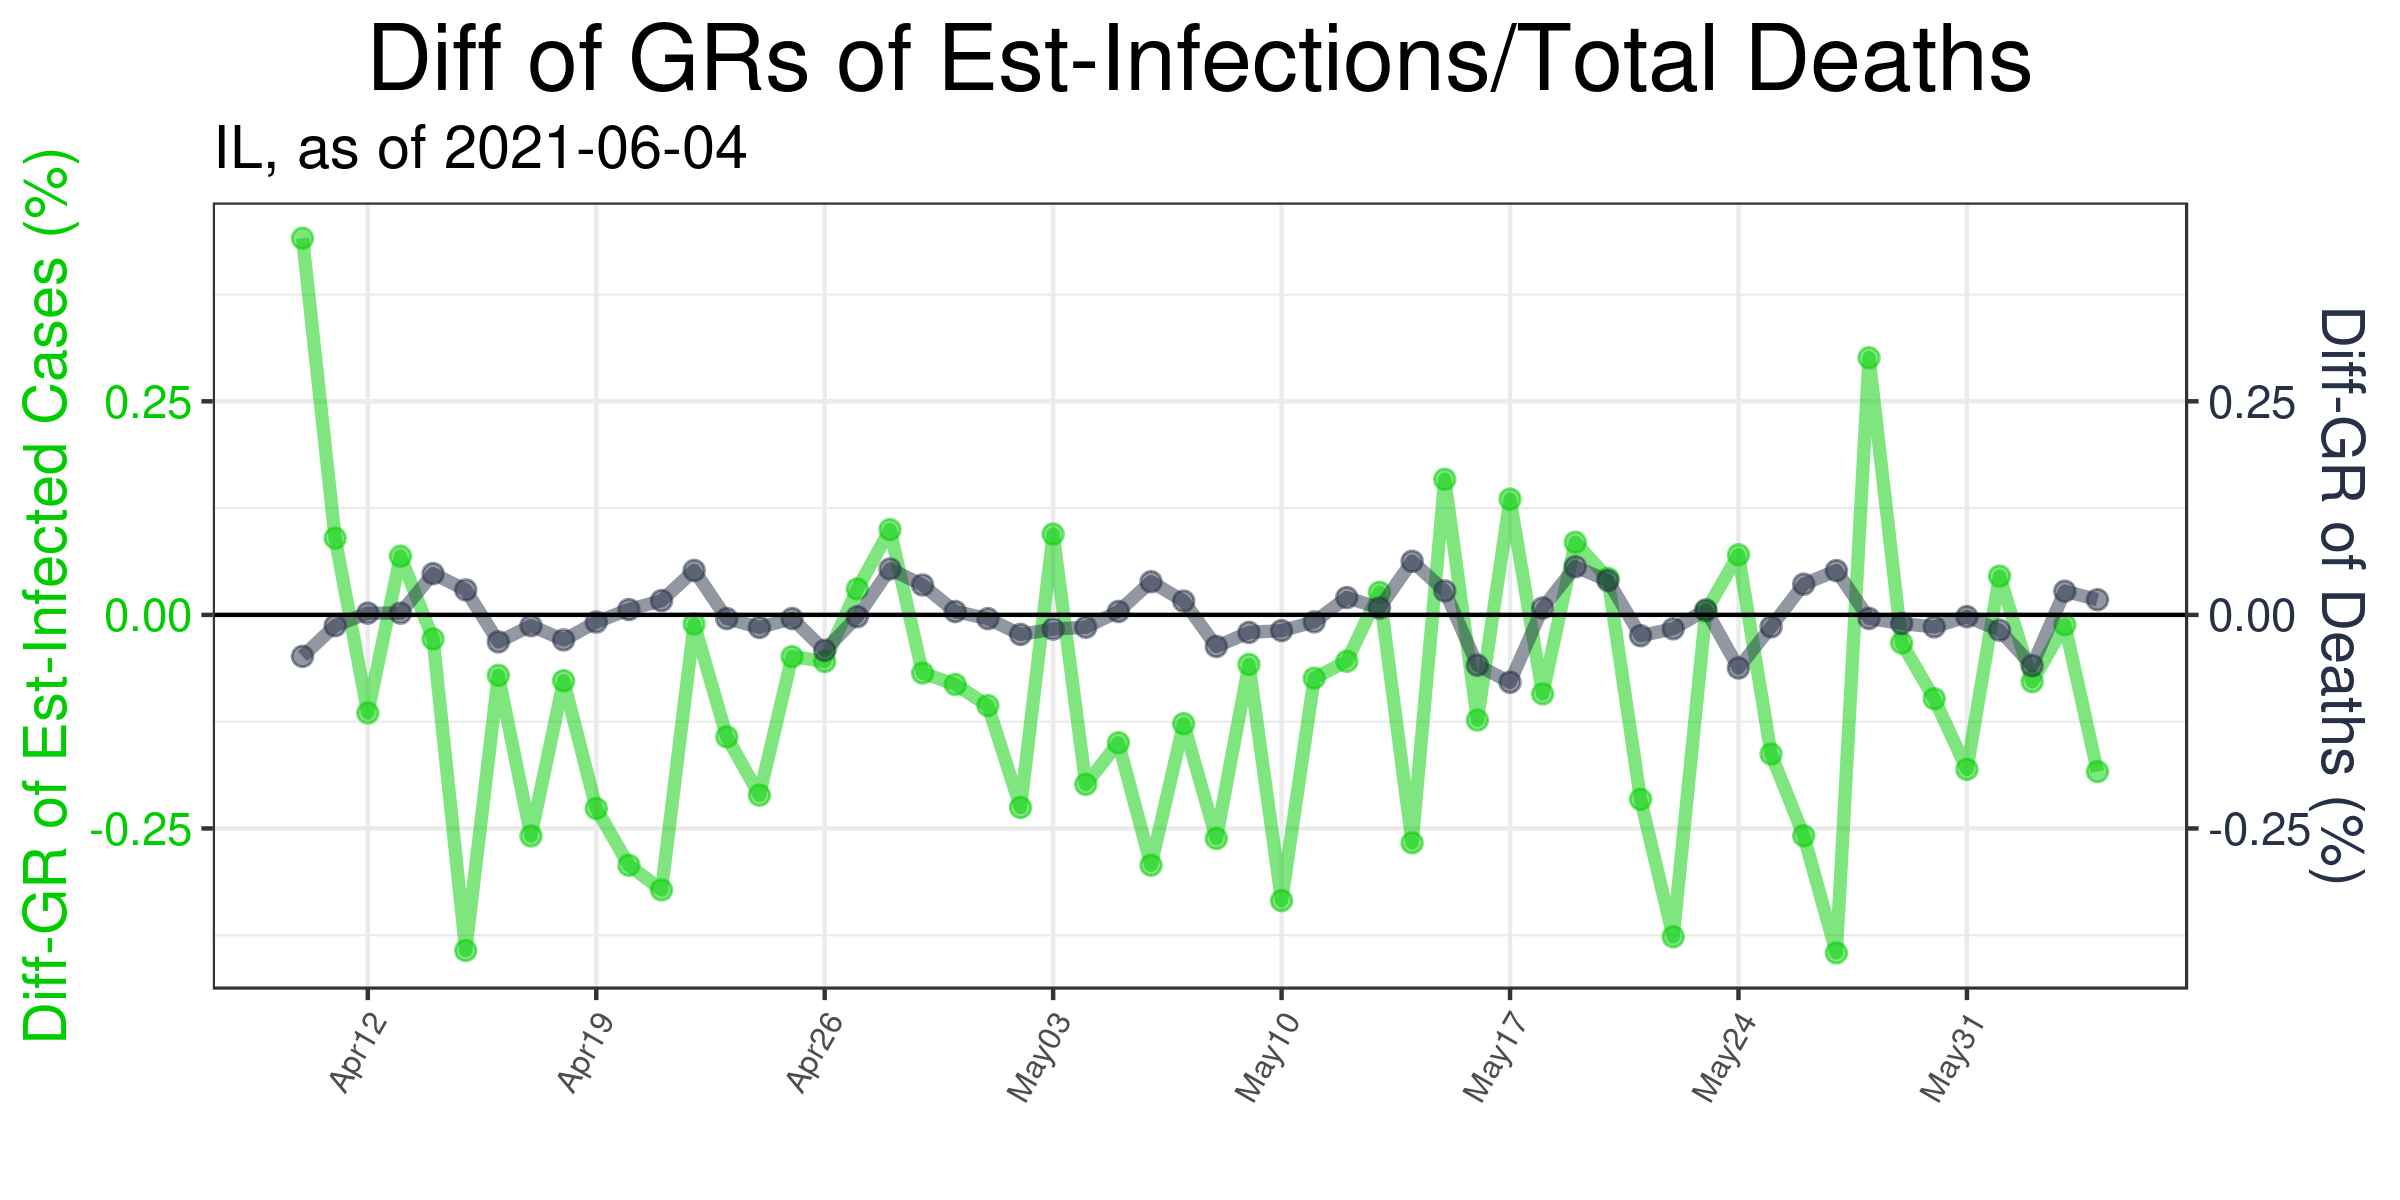 Diff of GRs of Est-Infections/Total Deaths
IL, as of 2021-06-04
Diff-GR of Est-Infected Cases (%)
0.25
0.00
-0.25
0.25
0.00
-0.25
Diff-GR of Deaths (%)
Apr12
Apr19
Apr26
May03
May10
May17
May24
May31